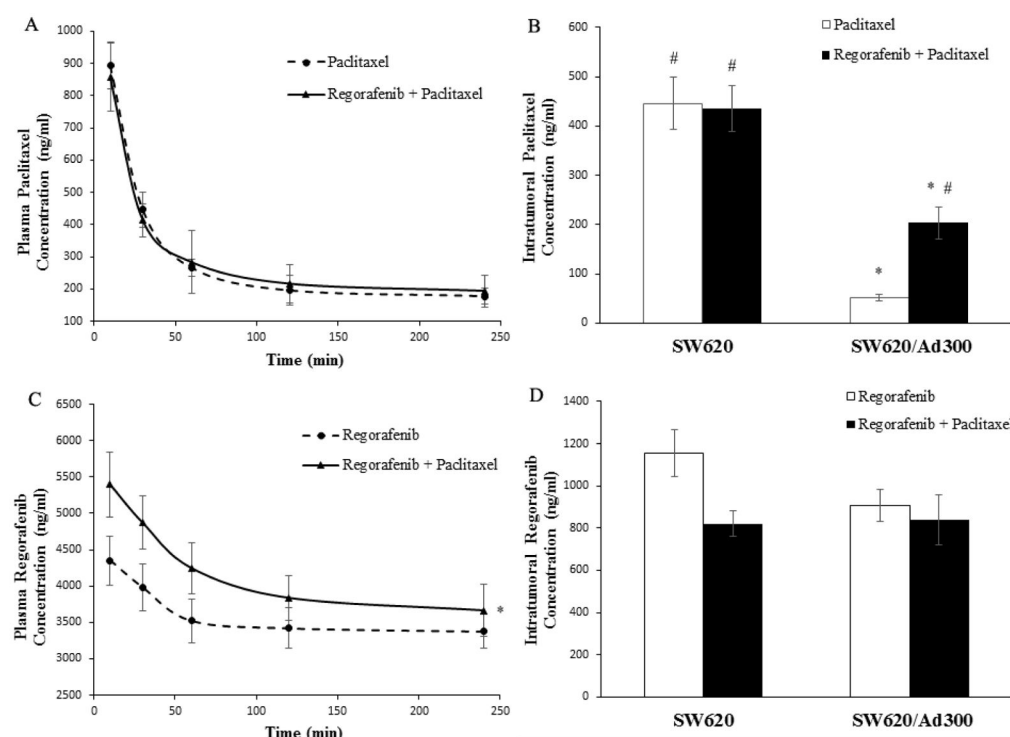 A
1000
900
800
700
600
500
400
300
200
100
0
50
100
150
200
250
Time (min)
Plasma Paclitaxel
Concentration (ng/ml)
Paclitaxel
Regorafenib + Paclitaxel
B
600
500
400
300
200
100
0
Intratumoral Paclitaxel
Concentration (ng/ml)
Paclitaxel
Regorafenib + Paclitaxel
#
#
*
* #
SW620
SW620/Ad300
C
6500
6000
5500
5000
4500
4000
3500
3000
2500
0
50
100
150
200
250
Time (min)
Plasma Regorafenib
Concentration (ng/ml)
Regorafenib
Regorafenib + Paclitaxel
*
D
1400
1200
1000
800
600
400
200
0
Intratumoral Regorafenib
Concentration (ng/ml)
Regorafenib
Regorafenib + Paclitaxel
SW620
SW620/Ad300